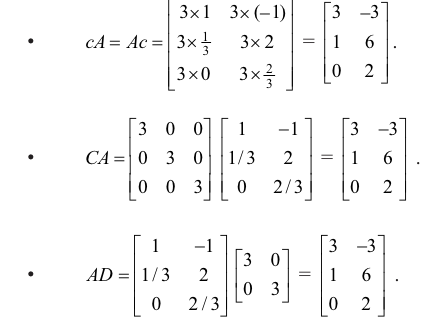 • cA = Ac = [3×1 3×(−1); 3×1/3 3×2; 3×0 3×2/3] = [3 −3; 1 6; 0 2].
• CA = [3 0 0; 0 3 0; 0 0 3] [1 −1; 1/3 2; 0 2/3] = [3 −3; 1 6; 0 2] .
• AD = [1 −1; 1/3 2; 0 2/3] [3 0; 0 3] = [3 −3; 1 6; 0 2] .